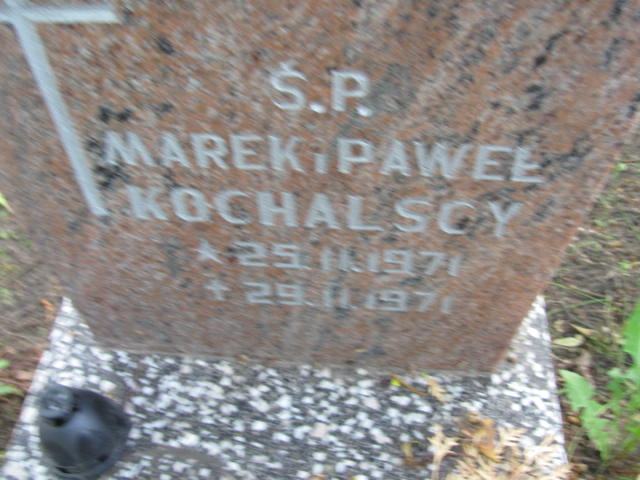 Ś.P.
MAREK i PAWEŁ
KOCHALSCY
* 25.11.1971
+ 29.11.1971